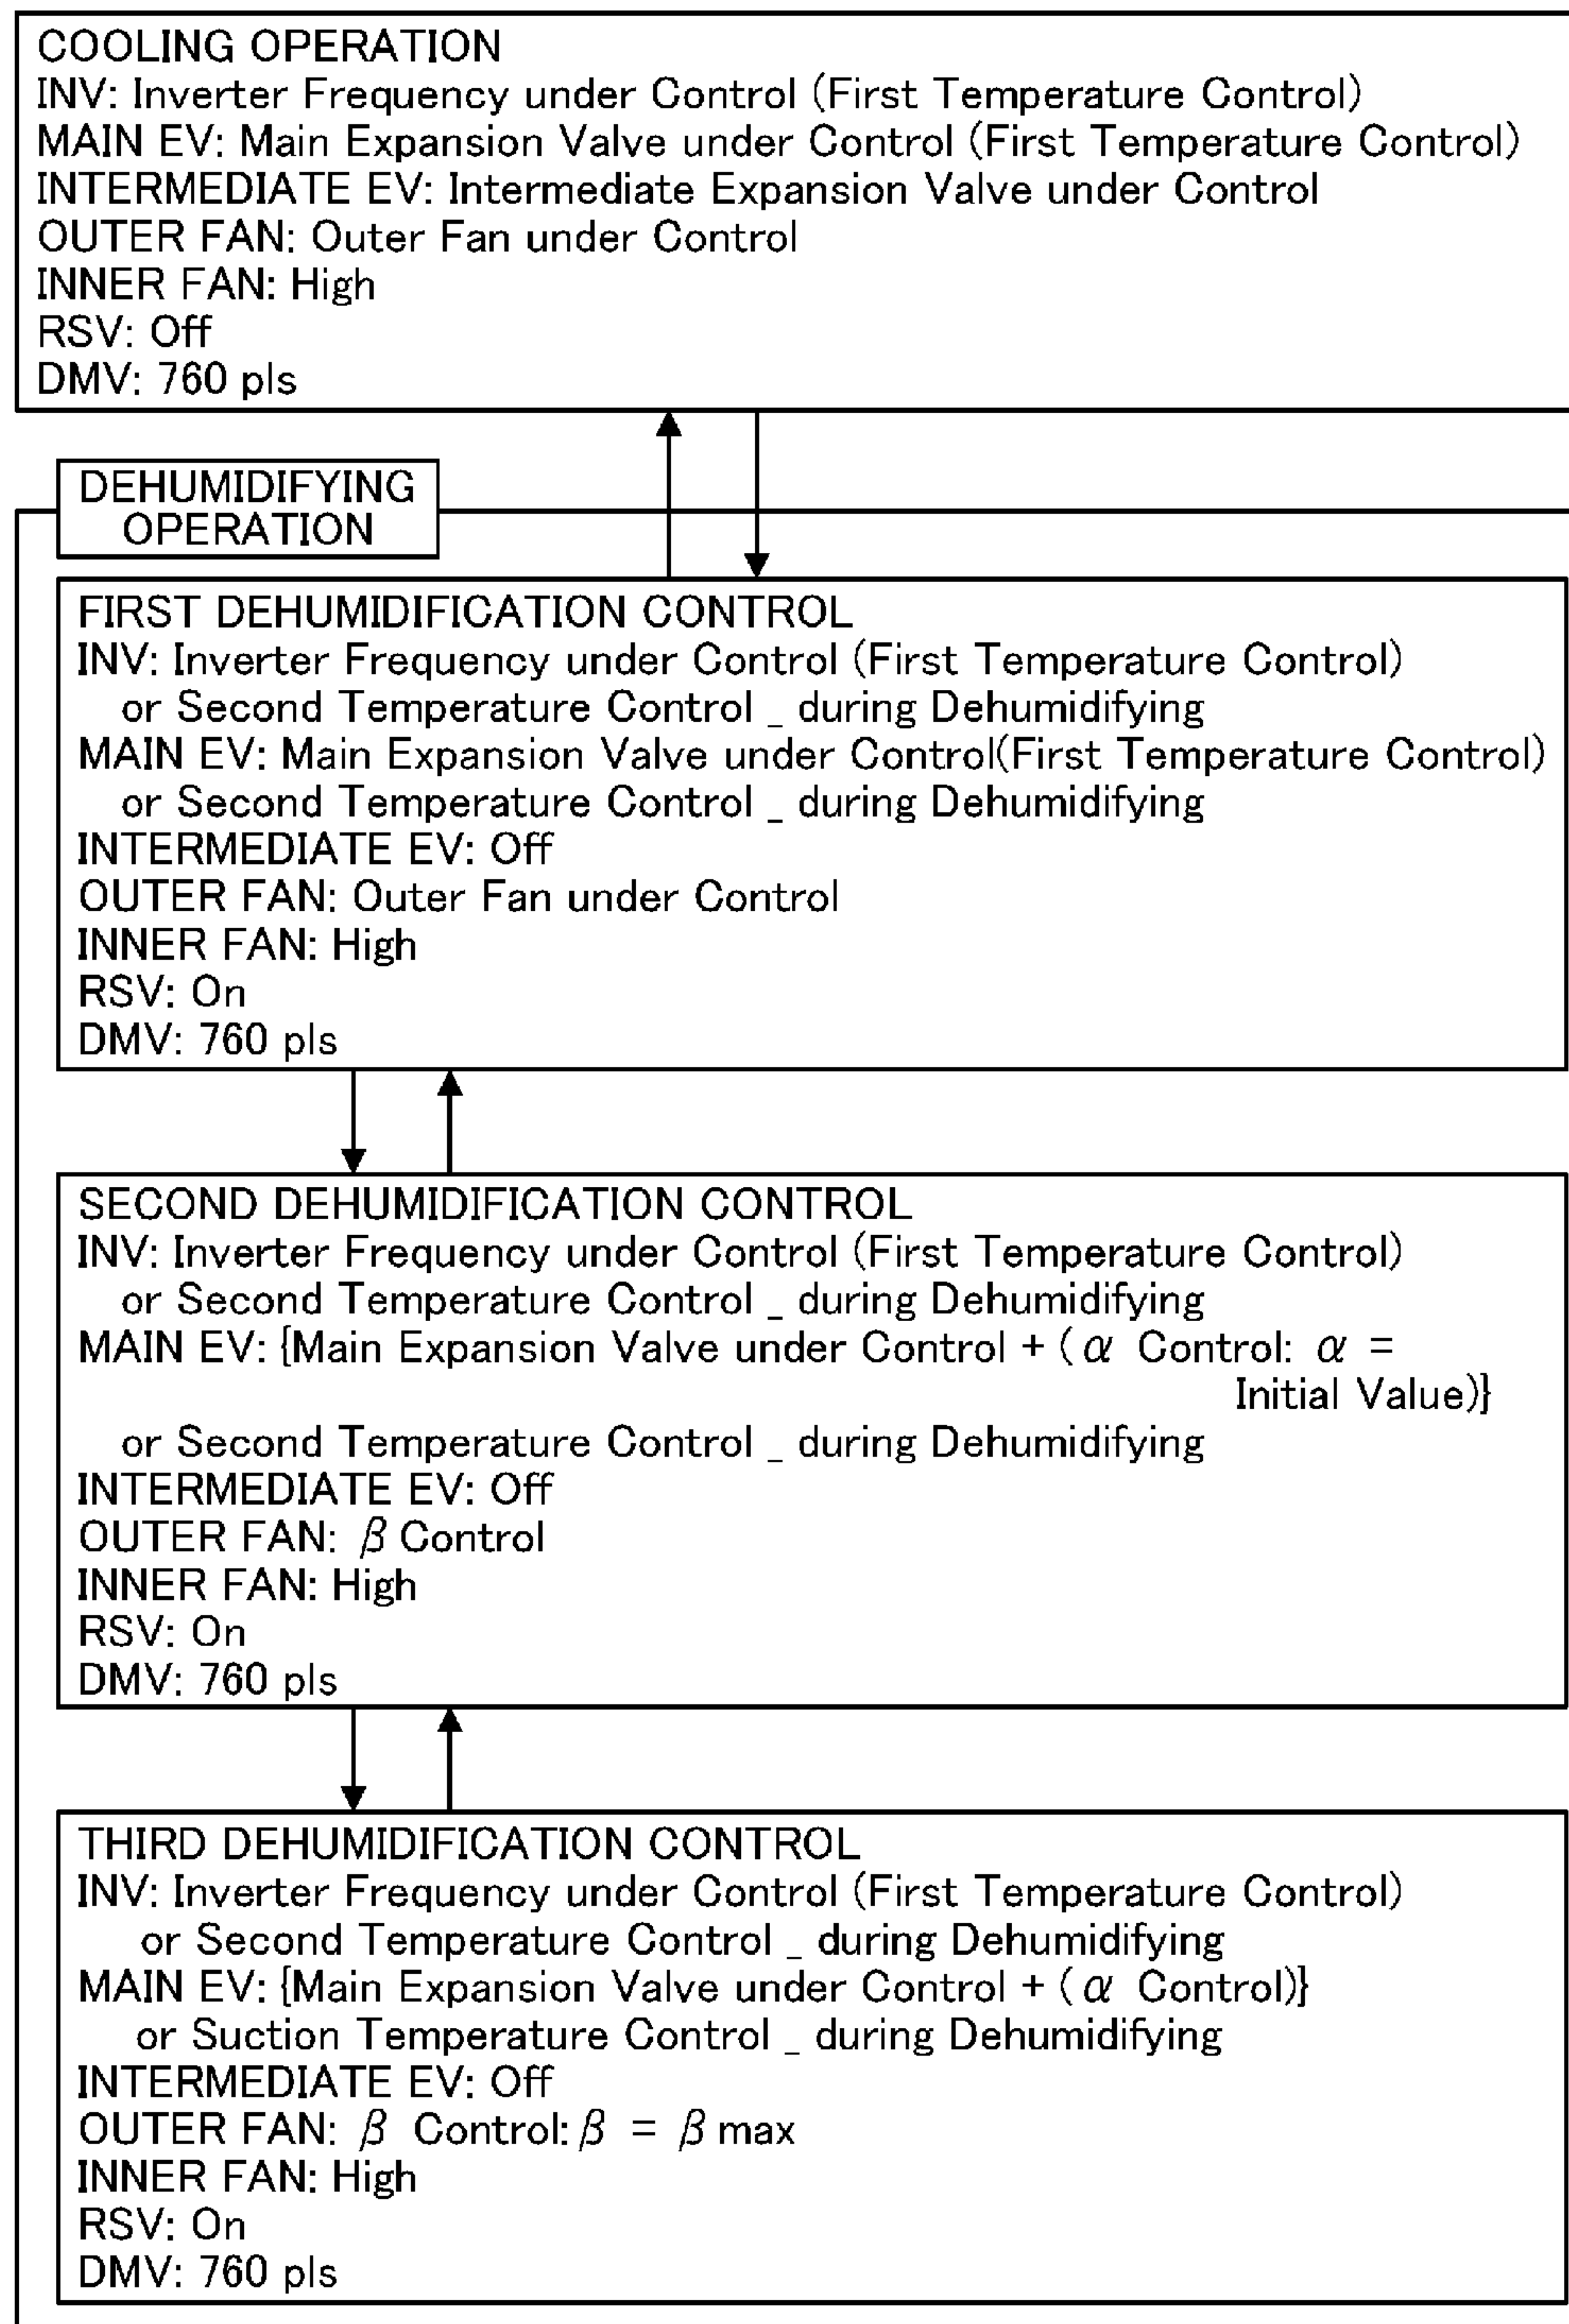 COOLING OPERATION
INV: Inverter Frequency under Control (First Temperature Control)
MAIN EV: Main Expansion Valve under Control (First Temperature Control)
INTERMEDIATE EV: Intermediate Expansion Valve under Control
OUTER FAN: Outer Fan under Control
INNER FAN: High
RSV: Off
DMV: 760 pls
DEHUMIDIFYING
OPERATION
FIRST DEHUMIDIFICATION CONTROL
INV: Inverter Frequency under Control (First Temperature Control)
or Second Temperature Control _ during Dehumidifying
MAIN EV: Main Expansion Valve under Control(First Temperature Control)
or Second Temperature Control _ during Dehumidifying
INTERMEDIATE EV: Off
OUTER FAN: Outer Fan under Control
INNER FAN: High
RSV: On
DMV: 760 pls
SECOND DEHUMIDIFICATION CONTROL
INV: Inverter Frequency under Control (First Temperature Control)
or Second Temperature Control _ during Dehumidifying
MAIN EV: {Main Expansion Valve under Control + (α Control: α =
Initial Value)}
or Second Temperature Control _ during Dehumidifying
INTERMEDIATE EV: Off
OUTER FAN: β Control
INNER FAN: High
RSV: On
DMV: 760 pls
THIRD DEHUMIDIFICATION CONTROL
INV: Inverter Frequency under Control (First Temperature Control)
or Second Temperature Control _ during Dehumidifying
MAIN EV: {Main Expansion Valve under Control + (α Control)}
or Suction Temperature Control _ during Dehumidifying
INTERMEDIATE EV: Off
OUTER FAN: β Control: β = β max
INNER FAN: High
RSV: On
DMV: 760 pls